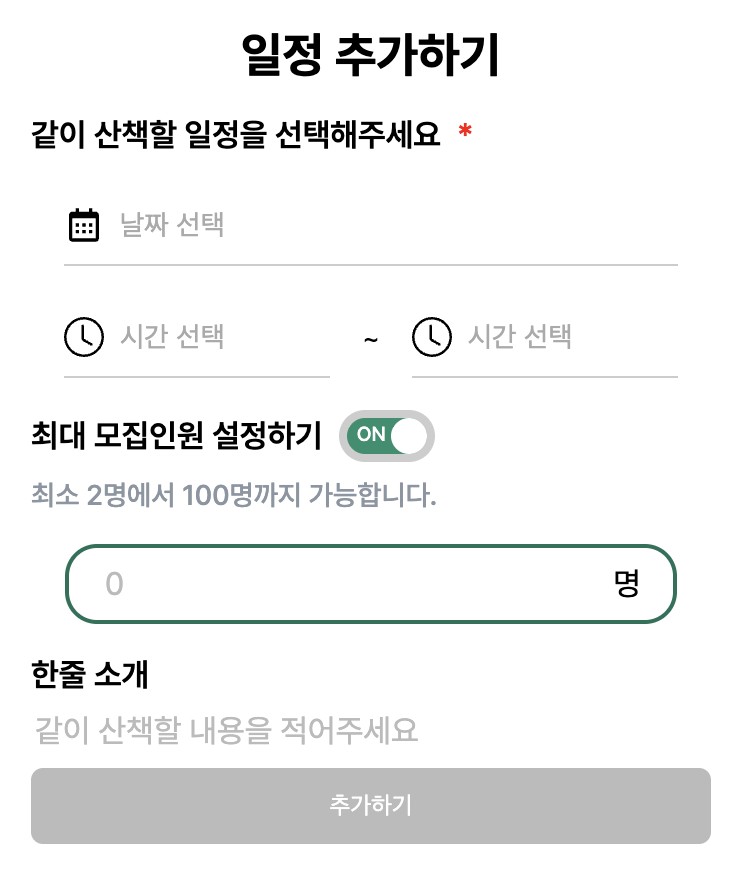 일정 추가하기
같이 산책할 일정을 선택해주세요 *
날짜 선택
시간 선택 ~ 시간 선택
최대 모집인원 설정하기 ON
최소 2명에서 100명까지 가능합니다.
0 명
한줄 소개
같이 산책할 내용을 적어주세요
추가하기